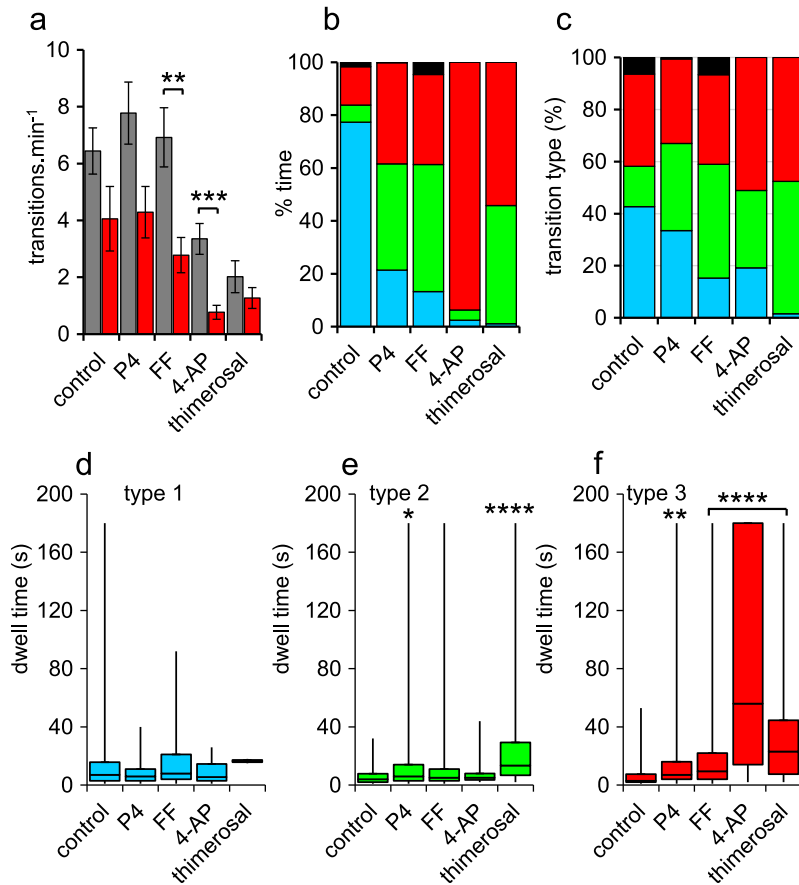 a
transitions.min⁻¹
10
8
6
4
2
0
**
***
control
P4
FF
4-AP
thimerosal
b
% time
100
80
60
40
20
0
control
P4
FF
4-AP
thimerosal
c
transition type (%)
100
80
60
40
20
0
control
P4
FF
4-AP
thimerosal
d
type 1
dwell time (s)
200
160
120
80
40
0
control
P4
FF
4-AP
thimerosal
e
type 2
dwell time (s)
200
160
120
80
40
0
*
****
control
P4
FF
4-AP
thimerosal
f
type 3
dwell time (s)
200
160
120
80
40
0
**
****
control
P4
FF
4-AP
thimerosal